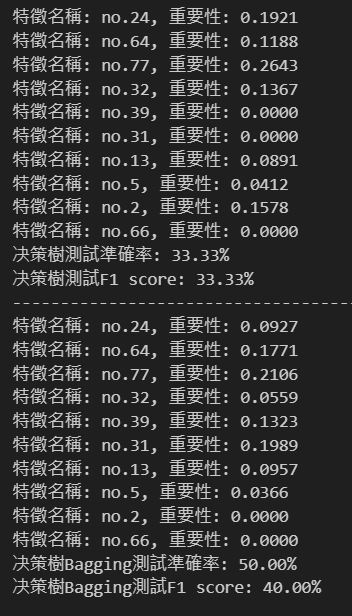 特徵名稱: no.24, 重要性: 0.1921
特徵名稱: no.64, 重要性: 0.1188
特徵名稱: no.77, 重要性: 0.2643
特徵名稱: no.32, 重要性: 0.1367
特徵名稱: no.39, 重要性: 0.0000
特徵名稱: no.31, 重要性: 0.0000
特徵名稱: no.13, 重要性: 0.0891
特徵名稱: no.5, 重要性: 0.0412
特徵名稱: no.2, 重要性: 0.1578
特徵名稱: no.66, 重要性: 0.0000
決策樹測試準確率: 33.33%
決策樹測試F1 score: 33.33%
------------------------------------
特徵名稱: no.24, 重要性: 0.0927
特徵名稱: no.64, 重要性: 0.1771
特徵名稱: no.77, 重要性: 0.2106
特徵名稱: no.32, 重要性: 0.0559
特徵名稱: no.39, 重要性: 0.1323
特徵名稱: no.31, 重要性: 0.1989
特徵名稱: no.13, 重要性: 0.0957
特徵名稱: no.5, 重要性: 0.0366
特徵名稱: no.2, 重要性: 0.0000
特徵名稱: no.66, 重要性: 0.0000
決策樹Bagging測試準確率: 50.00%
決策樹Bagging測試F1 score: 40.00%